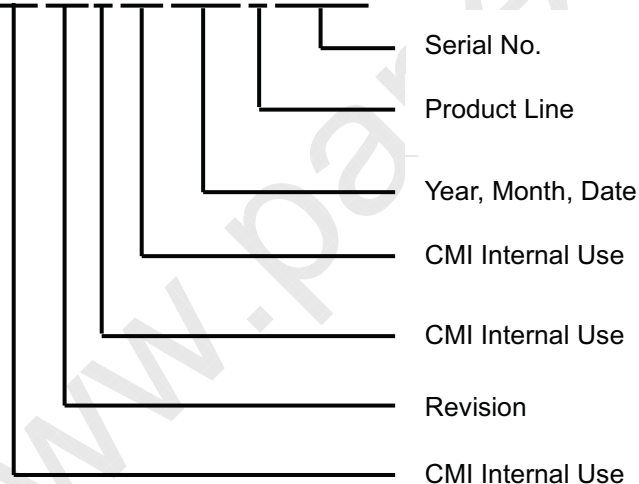 Serial No.
Product Line
Year, Month, Date
CMI Internal Use
CMI Internal Use
Revision
CMI Internal Use